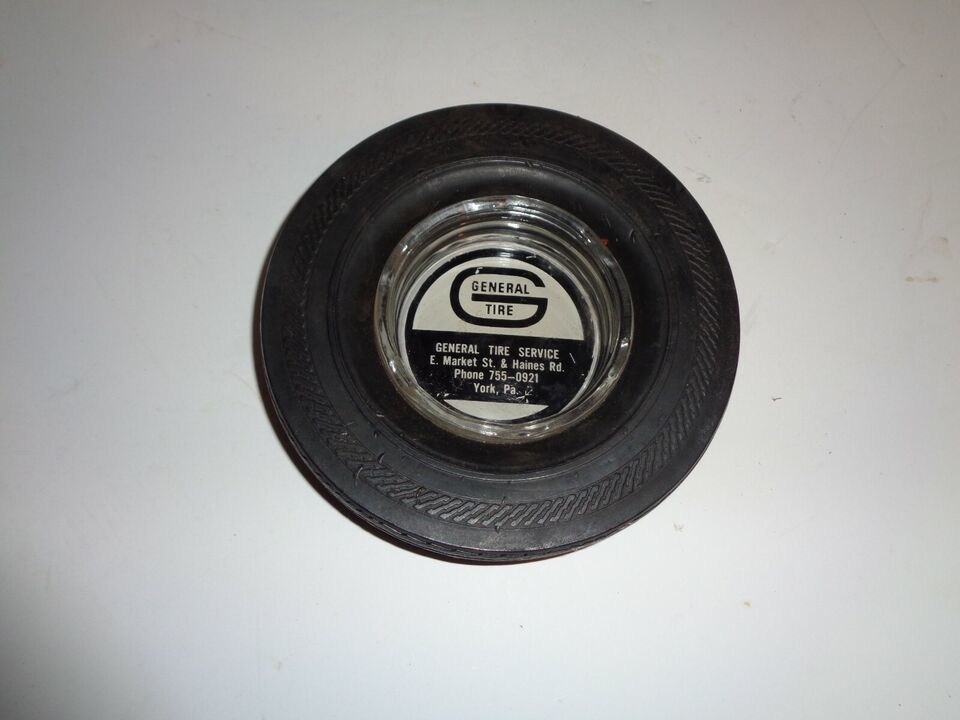 GENERAL
TIRE
GENERAL TIRE SERVICE
E. Market St. & Haines Rd.
Phone 755-0921
York, Pa.